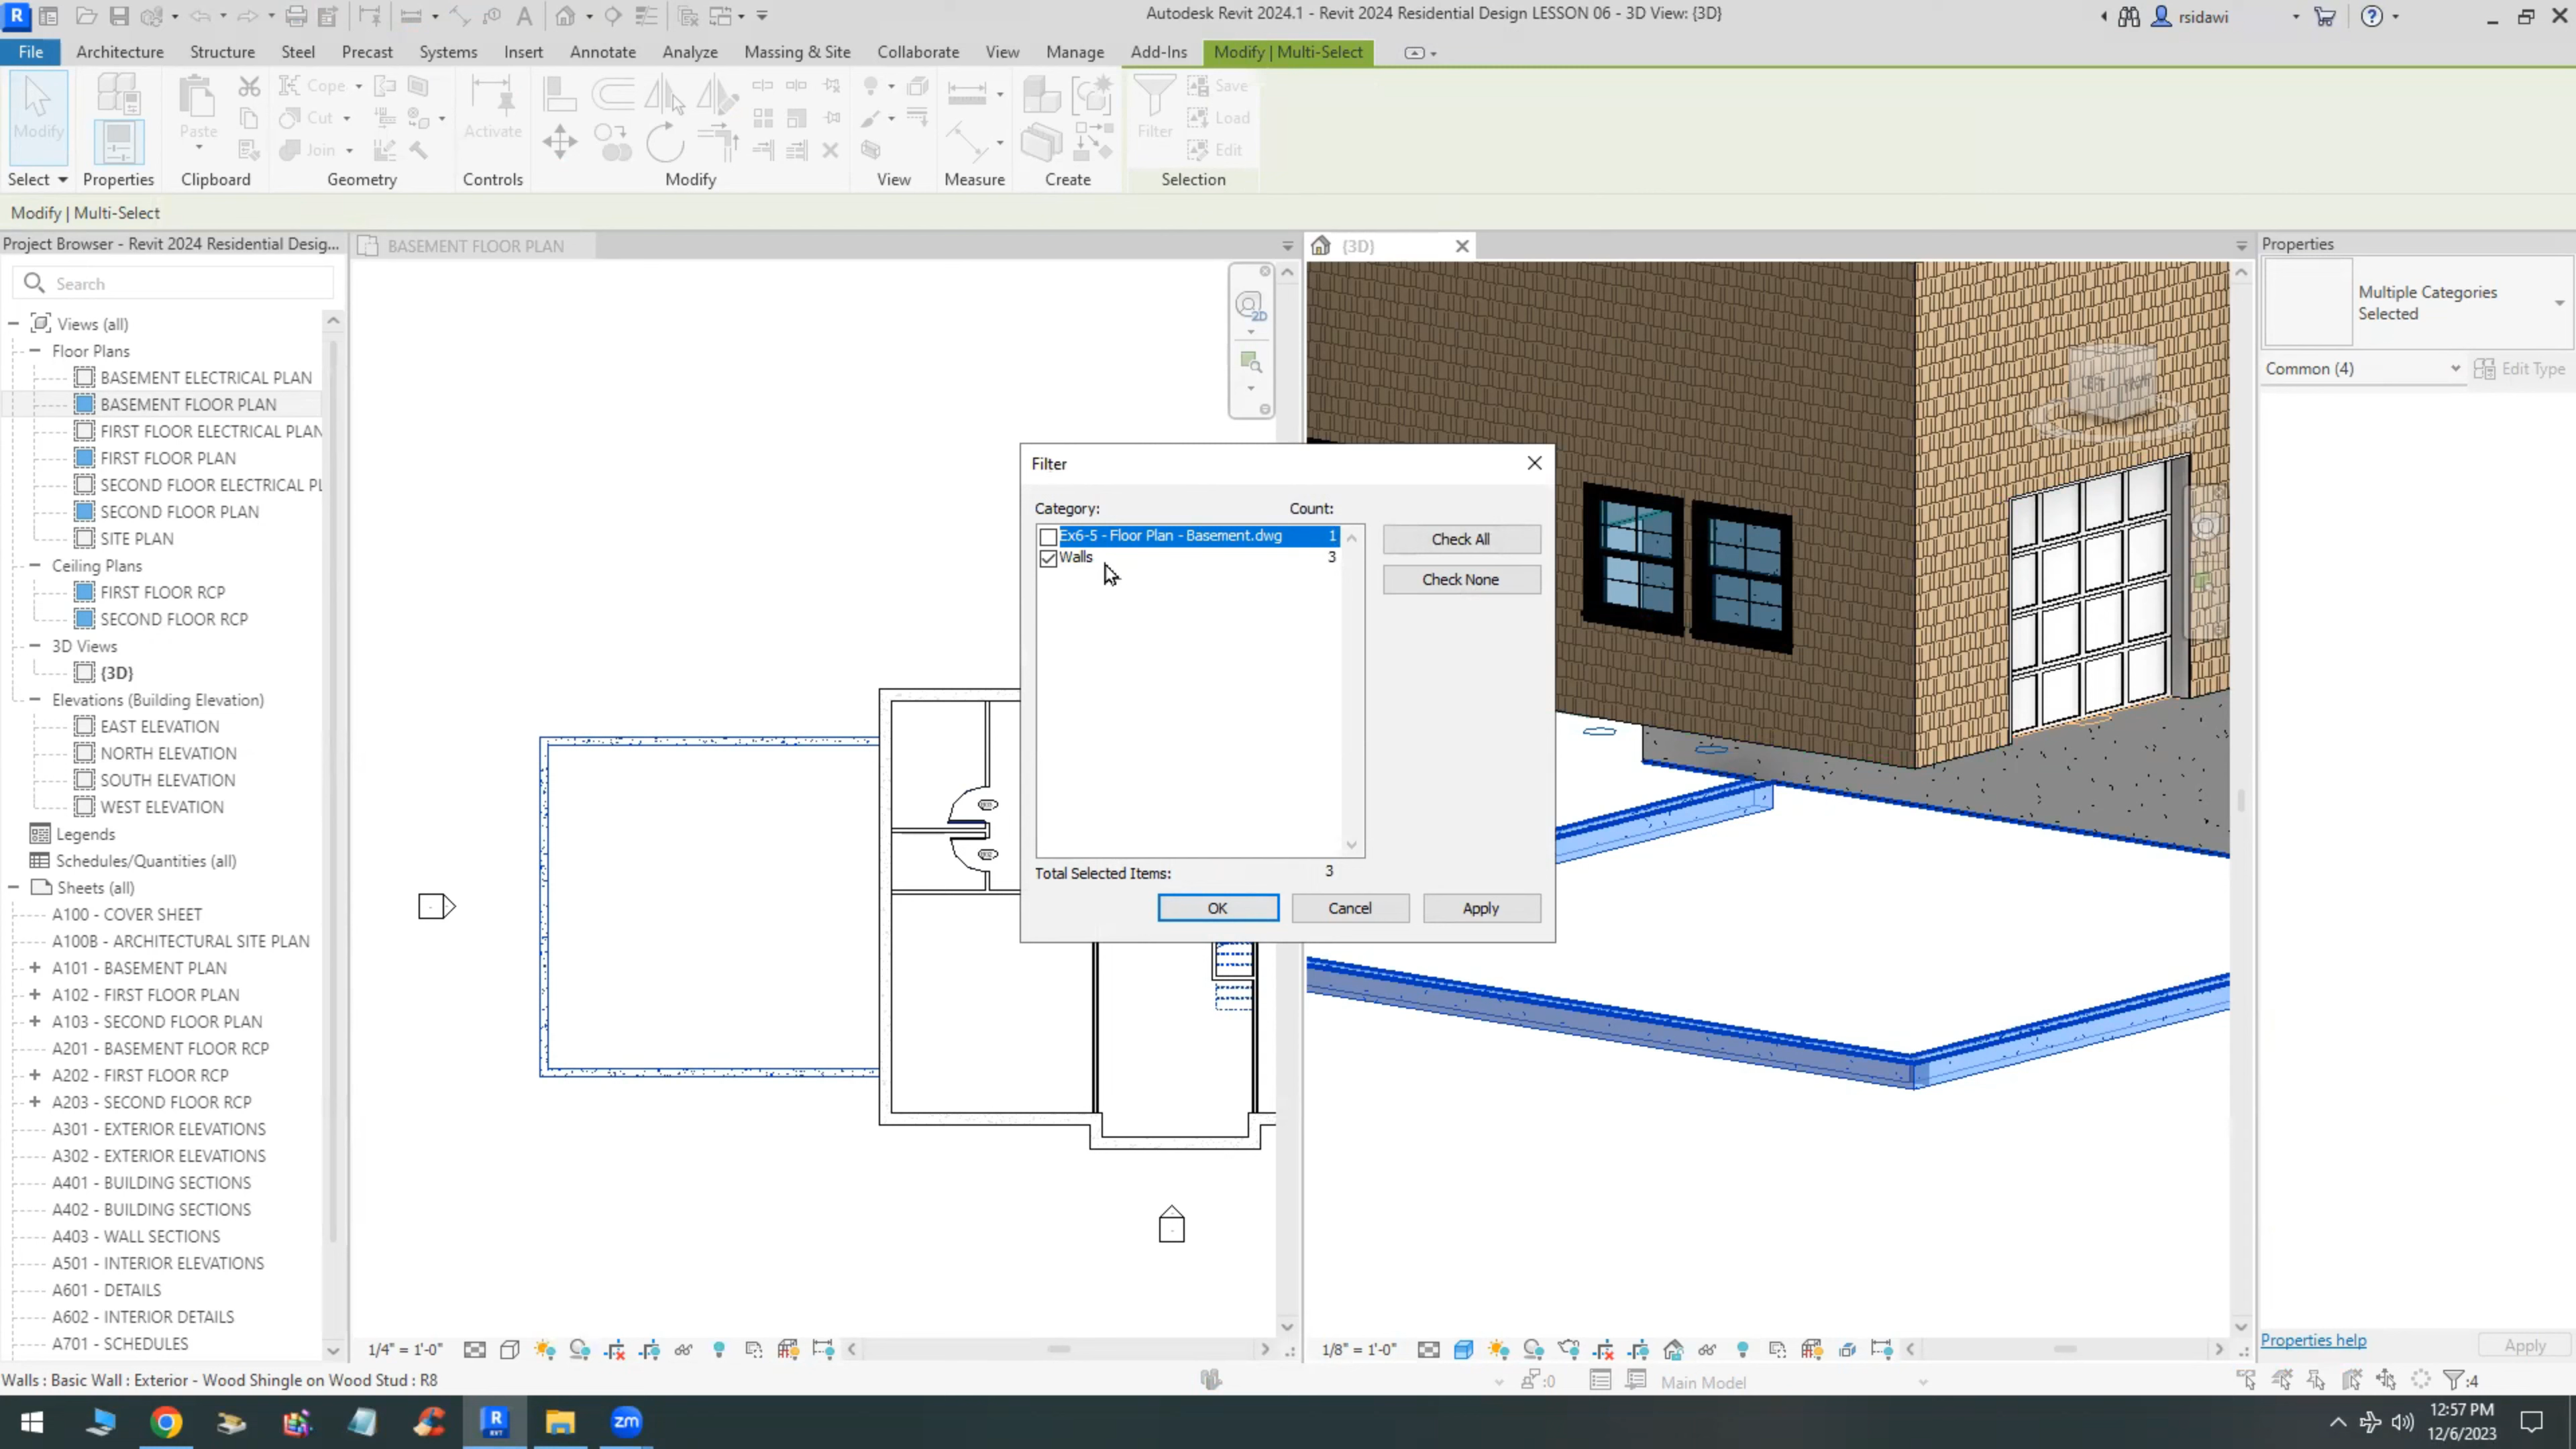 Autodesk Revit 2024.1 - Revit 2024 Residential Design LESSON 06 - 3D View: {3D}
rsidawi
File Architecture Structure Steel Precast Systems Insert Annotate Analyze Massing & Site Collaborate View Manage Add-Ins Modify | Multi-Select
Modify Cope Cut Join Paste Activate Filter Save Load Edit
Select Properties Clipboard Geometry Controls Modify View Measure Create Selection
Modify | Multi-Select
Project Browser - Revit 2024 Residential Desig...
BASEMENT FLOOR PLAN
{3D}
Properties
Search
Views (all)
Floor Plans
BASEMENT ELECTRICAL PLAN
BASEMENT FLOOR PLAN
FIRST FLOOR ELECTRICAL PLAN
FIRST FLOOR PLAN
SECOND FLOOR ELECTRICAL PL
SECOND FLOOR PLAN
SITE PLAN
Ceiling Plans
FIRST FLOOR RCP
SECOND FLOOR RCP
3D Views
{3D}
Elevations (Building Elevation)
EAST ELEVATION
NORTH ELEVATION
SOUTH ELEVATION
WEST ELEVATION
Legends
Schedules/Quantities (all)
Sheets (all)
A100 - COVER SHEET
A100B - ARCHITECTURAL SITE PLAN
A101 - BASEMENT PLAN
A102 - FIRST FLOOR PLAN
A103 - SECOND FLOOR PLAN
A201 - BASEMENT FLOOR RCP
A202 - FIRST FLOOR RCP
A203 - SECOND FLOOR RCP
A301 - EXTERIOR ELEVATIONS
A302 - EXTERIOR ELEVATIONS
A401 - BUILDING SECTIONS
A402 - BUILDING SECTIONS
A403 - WALL SECTIONS
A501 - INTERIOR ELEVATIONS
A601 - DETAILS
A602 - INTERIOR DETAILS
A701 - SCHEDULES
2D
Filter
Category: Count:
Ex6-5 - Floor Plan - Basement.dwg 1
Walls 3
Check All
Check None
Total Selected Items: 3
OK Cancel Apply
LEFT FRONT
Multiple Categories
Selected
Common (4) Edit Type
1/4" = 1'-0"
1/8" = 1'-0"
Properties help
Apply
Walls : Basic Wall : Exterior - Wood Shingle on Wood Stud : R8
:0
Main Model
:4
R
RVT
zm
12:57 PM
12/6/2023